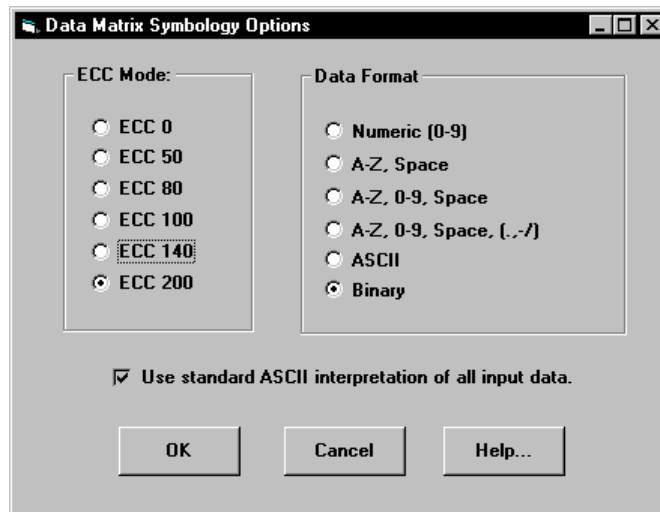 Data Matrix Symbology Options
ECC Mode:
ECC 0
ECC 50
ECC 80
ECC 100
ECC 140
ECC 200
Data Format
Numeric (0-9)
A-Z, Space
A-Z, 0-9, Space
A-Z, 0-9, Space, (.,-/)
ASCII
Binary
Use standard ASCII interpretation of all input data.
OK
Cancel
Help...